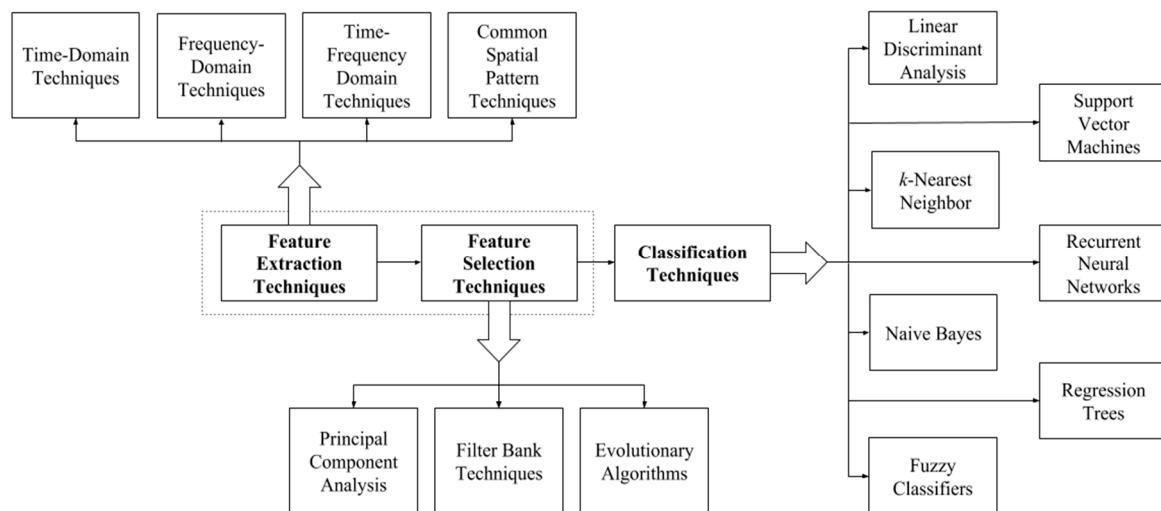 Time-Domain
Techniques
Frequency-
Domain
Techniques
Time-
Frequency
Domain
Techniques
Common
Spatial
Pattern
Techniques
Linear
Discriminant
Analysis
Support
Vector
Machines
k-Nearest
Neighbor
Feature
Extraction
Techniques
Feature
Selection
Techniques
Classification
Techniques
Recurrent
Neural
Networks
Naive Bayes
Regression
Trees
Principal
Component
Analysis
Filter Bank
Techniques
Evolutionary
Algorithms
Fuzzy
Classifiers